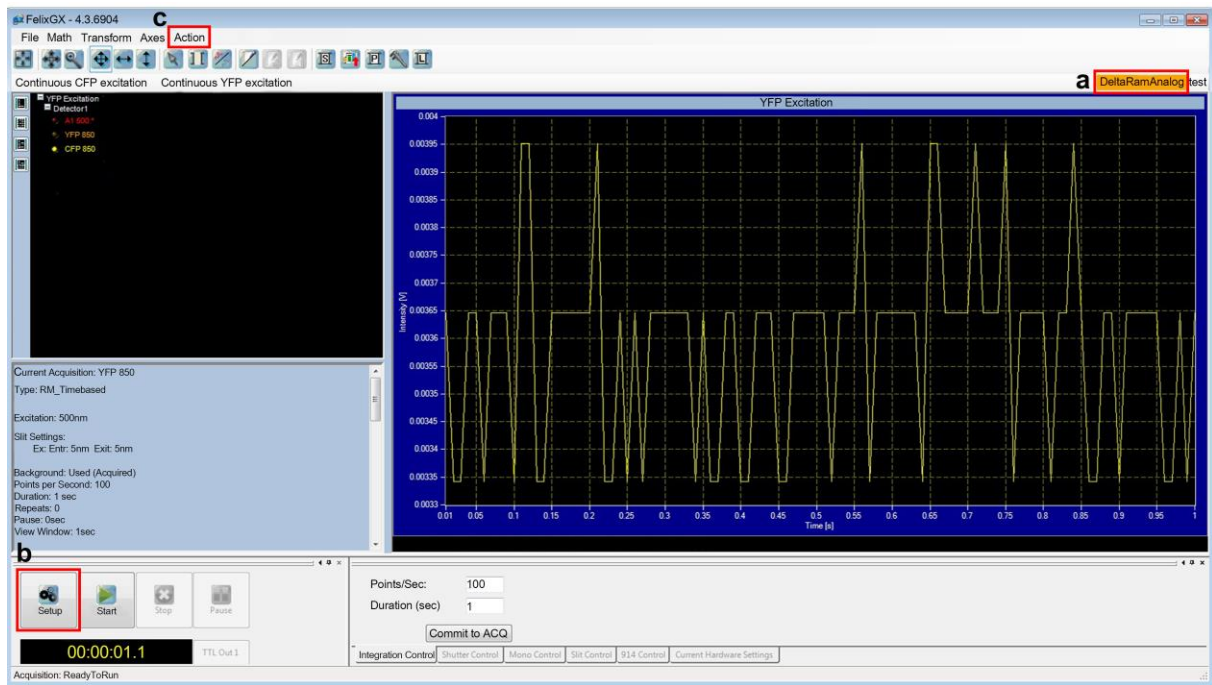 FelixGX - 4.3.6904
c
File Math Transform Axes Action
S P L
Continuous CFP excitation Continuous YFP excitation
a
DeltaRamAnalog test
YFP Excitation
Detector1
A1 500 *
YFP 850
CFP 850
YFP Excitation
0.004
0.00395
0.0039
0.00385
0.0038
0.00375
0.0037
0.00365
0.0036
0.00355
0.0035
0.00345
0.0034
0.00335
0.0033
Intensity [V]
0.01 0.05 0.1 0.15 0.2 0.25 0.3 0.35 0.4 0.45 0.5 0.55 0.6 0.65 0.7 0.75 0.8 0.85 0.9 0.95 1
Time [s]
Current Acquisition: YFP 850
Type: RM_Timebased
Excitation: 500nm
Slit Settings:
Ex: Entr: 5nm Exit: 5nm
Background: Used (Acquired)
Points per Second: 100
Duration: 1 sec
Repeats: 0
Pause: 0sec
View Window: 1sec
b
Setup Start Stop Pause
00:00:01.1 TTL Out 1
Points/Sec: 100
Duration (sec) 1
Commit to ACQ
Integration Control Shutter Control Mono Control Slit Control 914 Control Current Hardware Settings
Acquisition: ReadyToRun